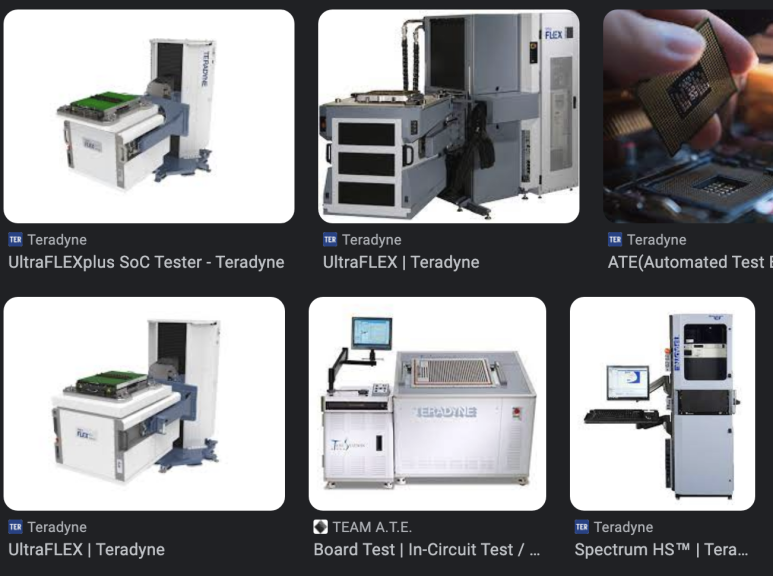 TERADYNE
FLEX
FLEX
TER Teradyne
TER Teradyne
TER Teradyne
UltraFLEXplus SoC Tester - Teradyne
UltraFLEX | Teradyne
ATE(Automated Test E
FLEX
TERADYNE
TER Teradyne
TEAM A.T.E.
TER Teradyne
UltraFLEX | Teradyne
Board Test | In-Circuit Test / ...
Spectrum HS™ | Tera...